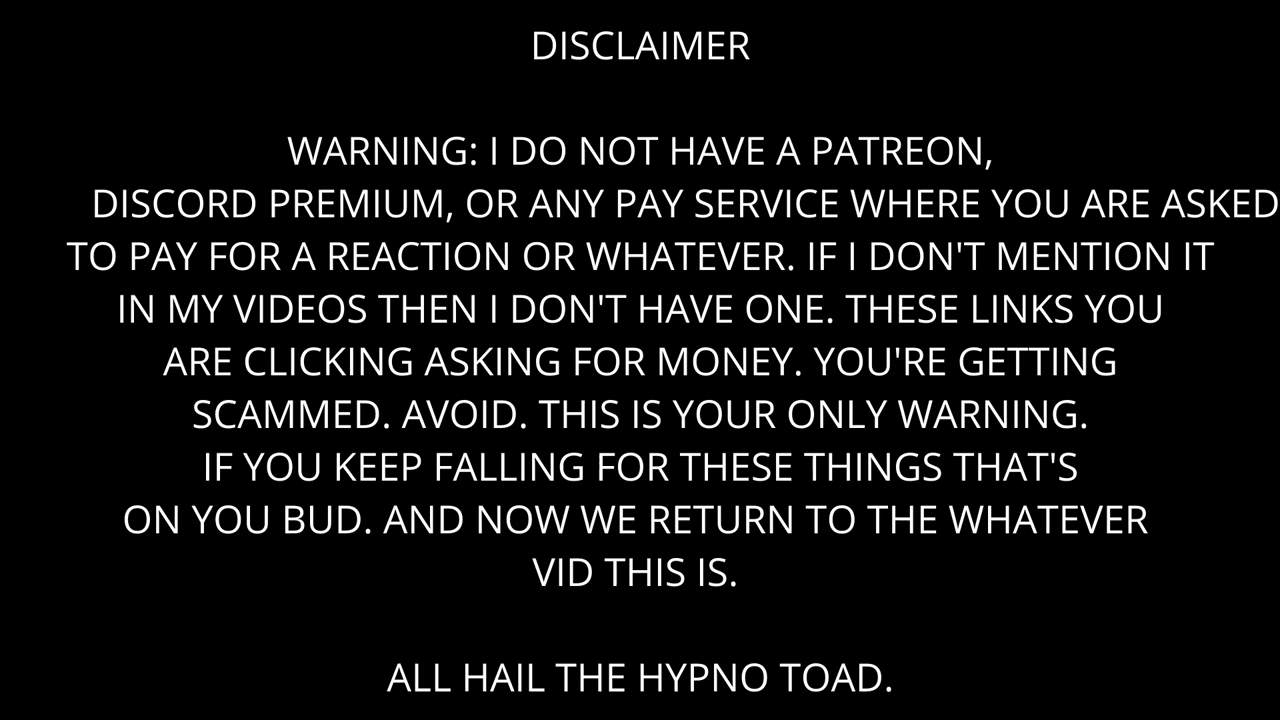 DISCLAIMER
WARNING: I DO NOT HAVE A PATREON,
DISCORD PREMIUM, OR ANY PAY SERVICE WHERE YOU ARE ASKED
TO PAY FOR A REACTION OR WHATEVER. IF I DON'T MENTION IT
IN MY VIDEOS THEN I DON'T HAVE ONE. THESE LINKS YOU
ARE CLICKING ASKING FOR MONEY. YOU'RE GETTING
SCAMMED. AVOID. THIS IS YOUR ONLY WARNING.
IF YOU KEEP FALLING FOR THESE THINGS THAT'S
ON YOU BUD. AND NOW WE RETURN TO THE WHATEVER
VID THIS IS.
ALL HAIL THE HYPNO TOAD.